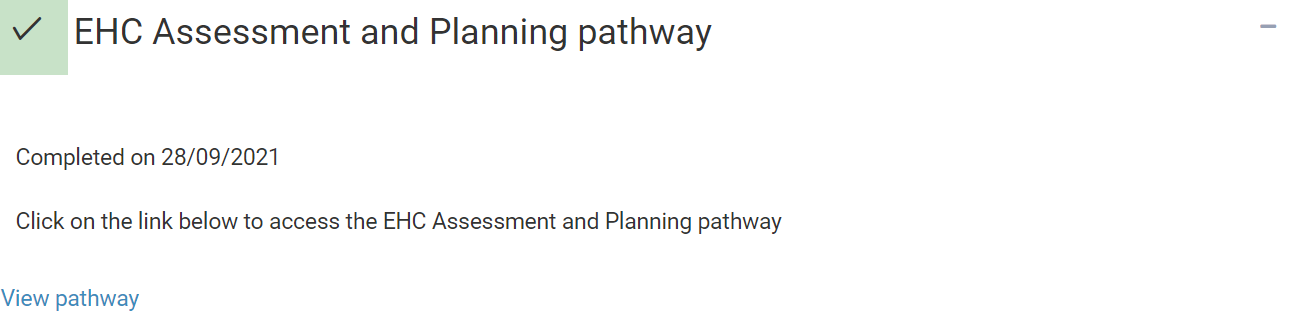 EHC Assessment and Planning pathway
Completed on 28/09/2021
Click on the link below to access the EHC Assessment and Planning pathway
View pathway